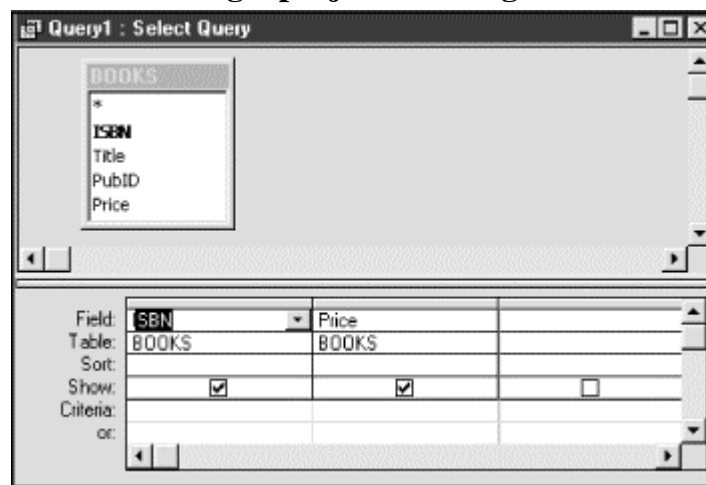 Query1 : Select Query
BOOKS
*
ISBN
Title
PubID
Price
Field: ISBN Price
Table: BOOKS BOOKS
Sort:
Show:
Criteria:
or: